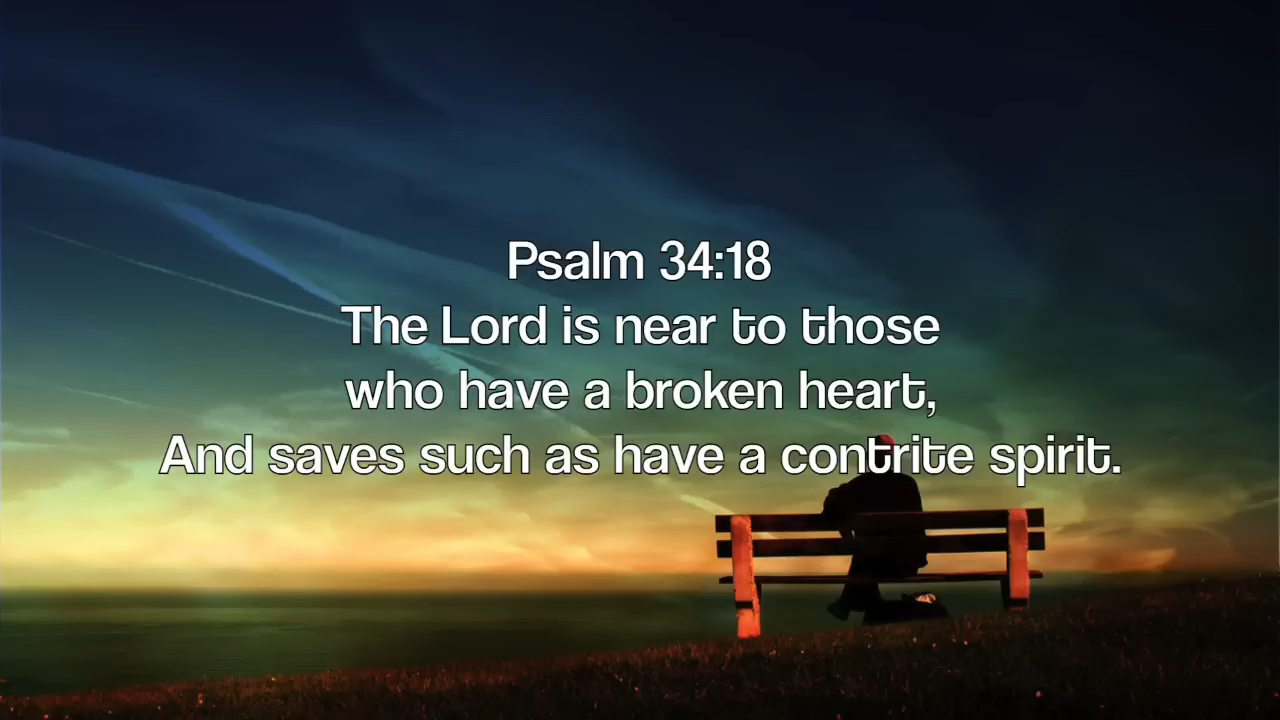 Psalm 34:18
The Lord is near to those
who have a broken heart,
And saves such as have a contrite spirit.